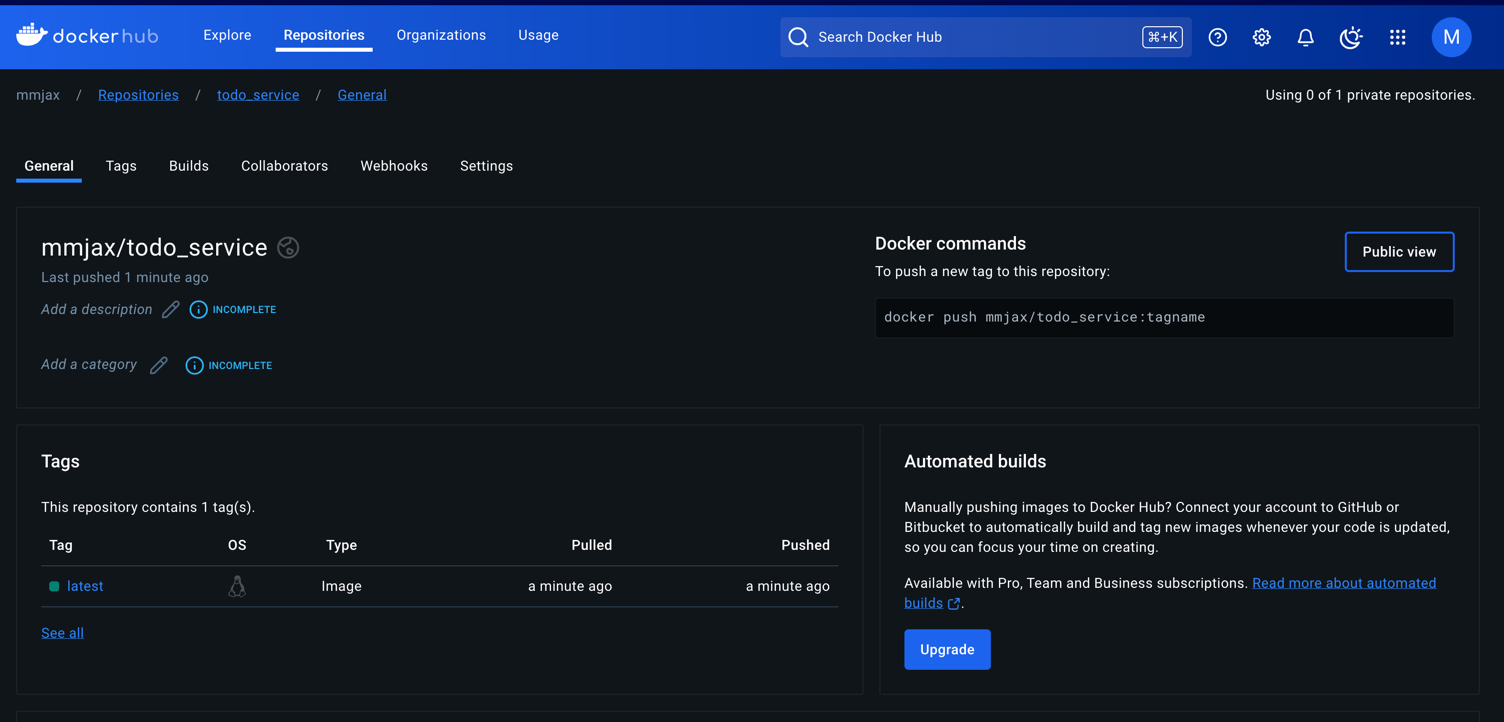 dockerhub Explore Repositories Organizations Usage Search Docker Hub ⌘+K M
mmjax / Repositories / todo_service / General Using 0 of 1 private repositories.
General Tags Builds Collaborators Webhooks Settings
mmjax/todo_service
Last pushed 1 minute ago
Add a description INCOMPLETE
Add a category INCOMPLETE
Docker commands
To push a new tag to this repository:
Public view
docker push mmjax/todo_service:tagname
Tags
This repository contains 1 tag(s).
Tag OS Type Pulled Pushed
latest Image a minute ago a minute ago
See all
Automated builds
Manually pushing images to Docker Hub? Connect your account to GitHub or
Bitbucket to automatically build and tag new images whenever your code is updated,
so you can focus your time on creating.
Available with Pro, Team and Business subscriptions. Read more about automated
builds.
Upgrade